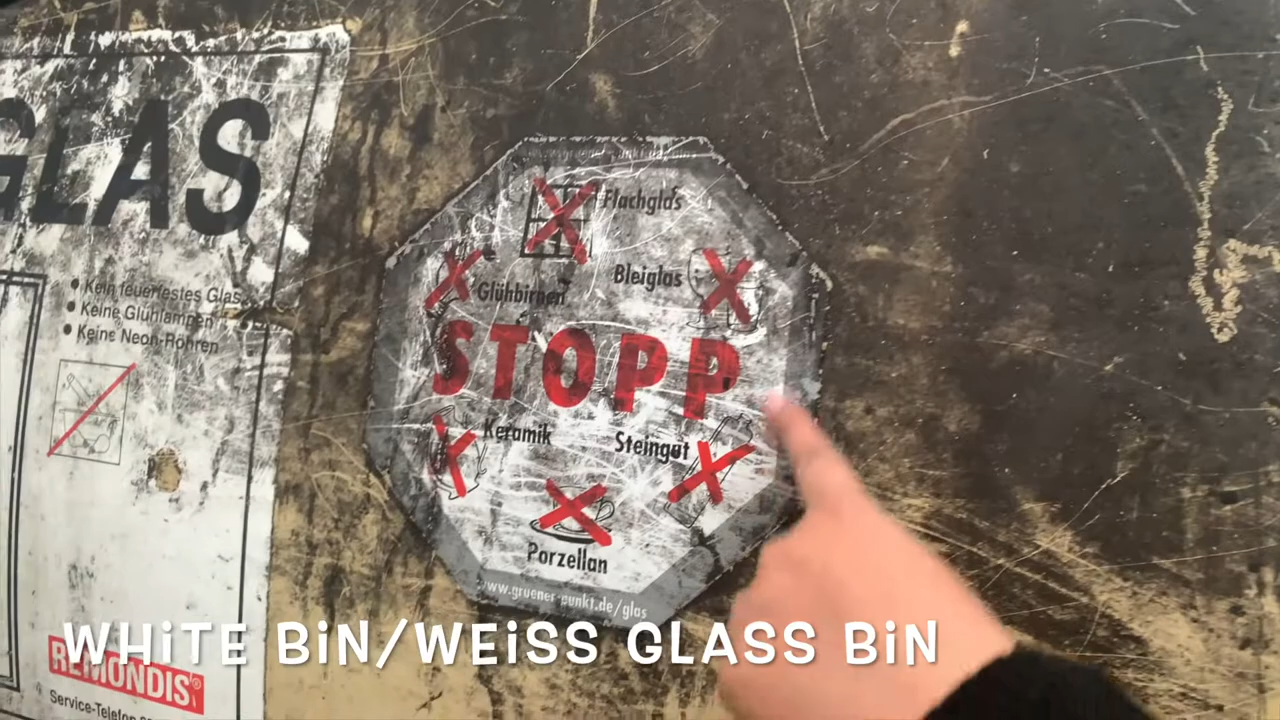 GLAS
• Kein feuerfestes Glas
• Keine Glühlampen
• Keine Neon-Röhren
REMONDIS®
Service-Telefon
Flachglas
Bleiglas
Glühbirnen
STOPP
Keramik
Steingut
Porzellan
www.gruener-punkt.de/glas
WHiTE BiN/WEiSS GLASS BiN